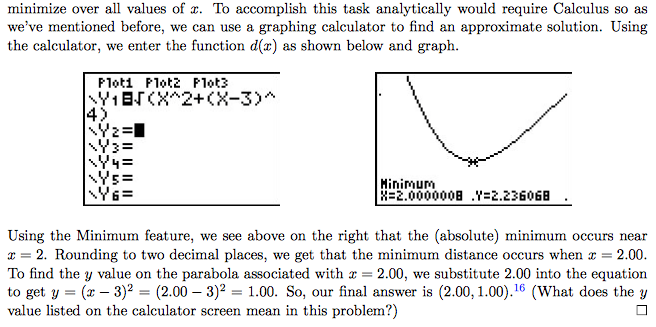 minimize over all values of x. To accomplish this task analytically would require Calculus so as
we've mentioned before, we can use a graphing calculator to find an approximate solution. Using
the calculator, we enter the function d(x) as shown below and graph.
Plot1 Plot2 Plot3
\Y1=√(X^2+(X-3)^
4)
\Y2=
\Y3=
\Y4=
\Y5=
\Y6=
Minimum
X=2.0000008 Y=2.236068
Using the Minimum feature, we see above on the right that the (absolute) minimum occurs near
x = 2. Rounding to two decimal places, we get that the minimum distance occurs when x = 2.00.
To find the y value on the parabola associated with x = 2.00, we substitute 2.00 into the equation
to get y = (x − 3)² = (2.00 − 3)² = 1.00. So, our final answer is (2.00, 1.00).¹⁶ (What does the y
value listed on the calculator screen mean in this problem?) □